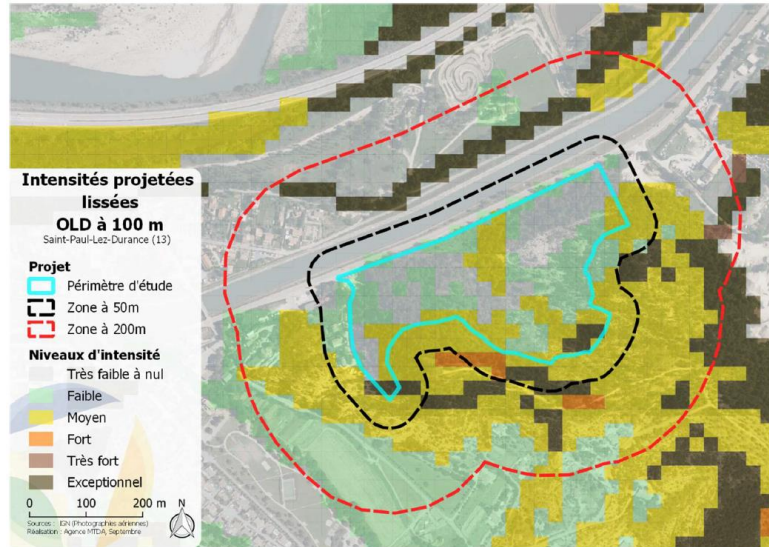 Intensités projetées
lissées
OLD à 100 m
Saint-Paul-Lez-Durance (13)
Projet
Périmètre d'étude
Zone à 50m
Zone à 200m
Niveaux d'intensité
Très faible à nul
Faible
Moyen
Fort
Très fort
Exceptionnel
0 100 200 m N
Sources : IGN (Photographies aériennes)
Réalisation : Agence MTDA, Septembre